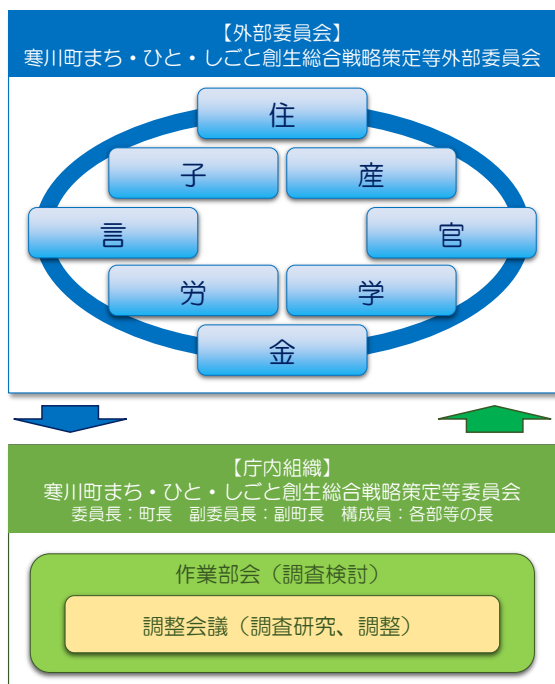 【外部委員会】
寒川町まち・ひと・しごと創生総合戦略策定等外部委員会
住
子
産
言
官
労
学
金
【庁内組織】
寒川町まち・ひと・しごと創生総合戦略策定等委員会
委員長：町長　副委員長：副町長　構成員：各部等の長
作業部会（調査検討）
調整会議（調査研究、調整）